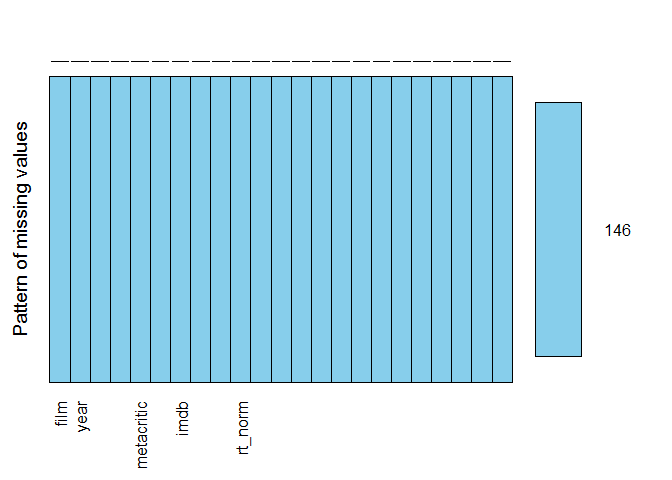 Pattern of missing values
146
film
year
metacritic
imdb
rt_norm